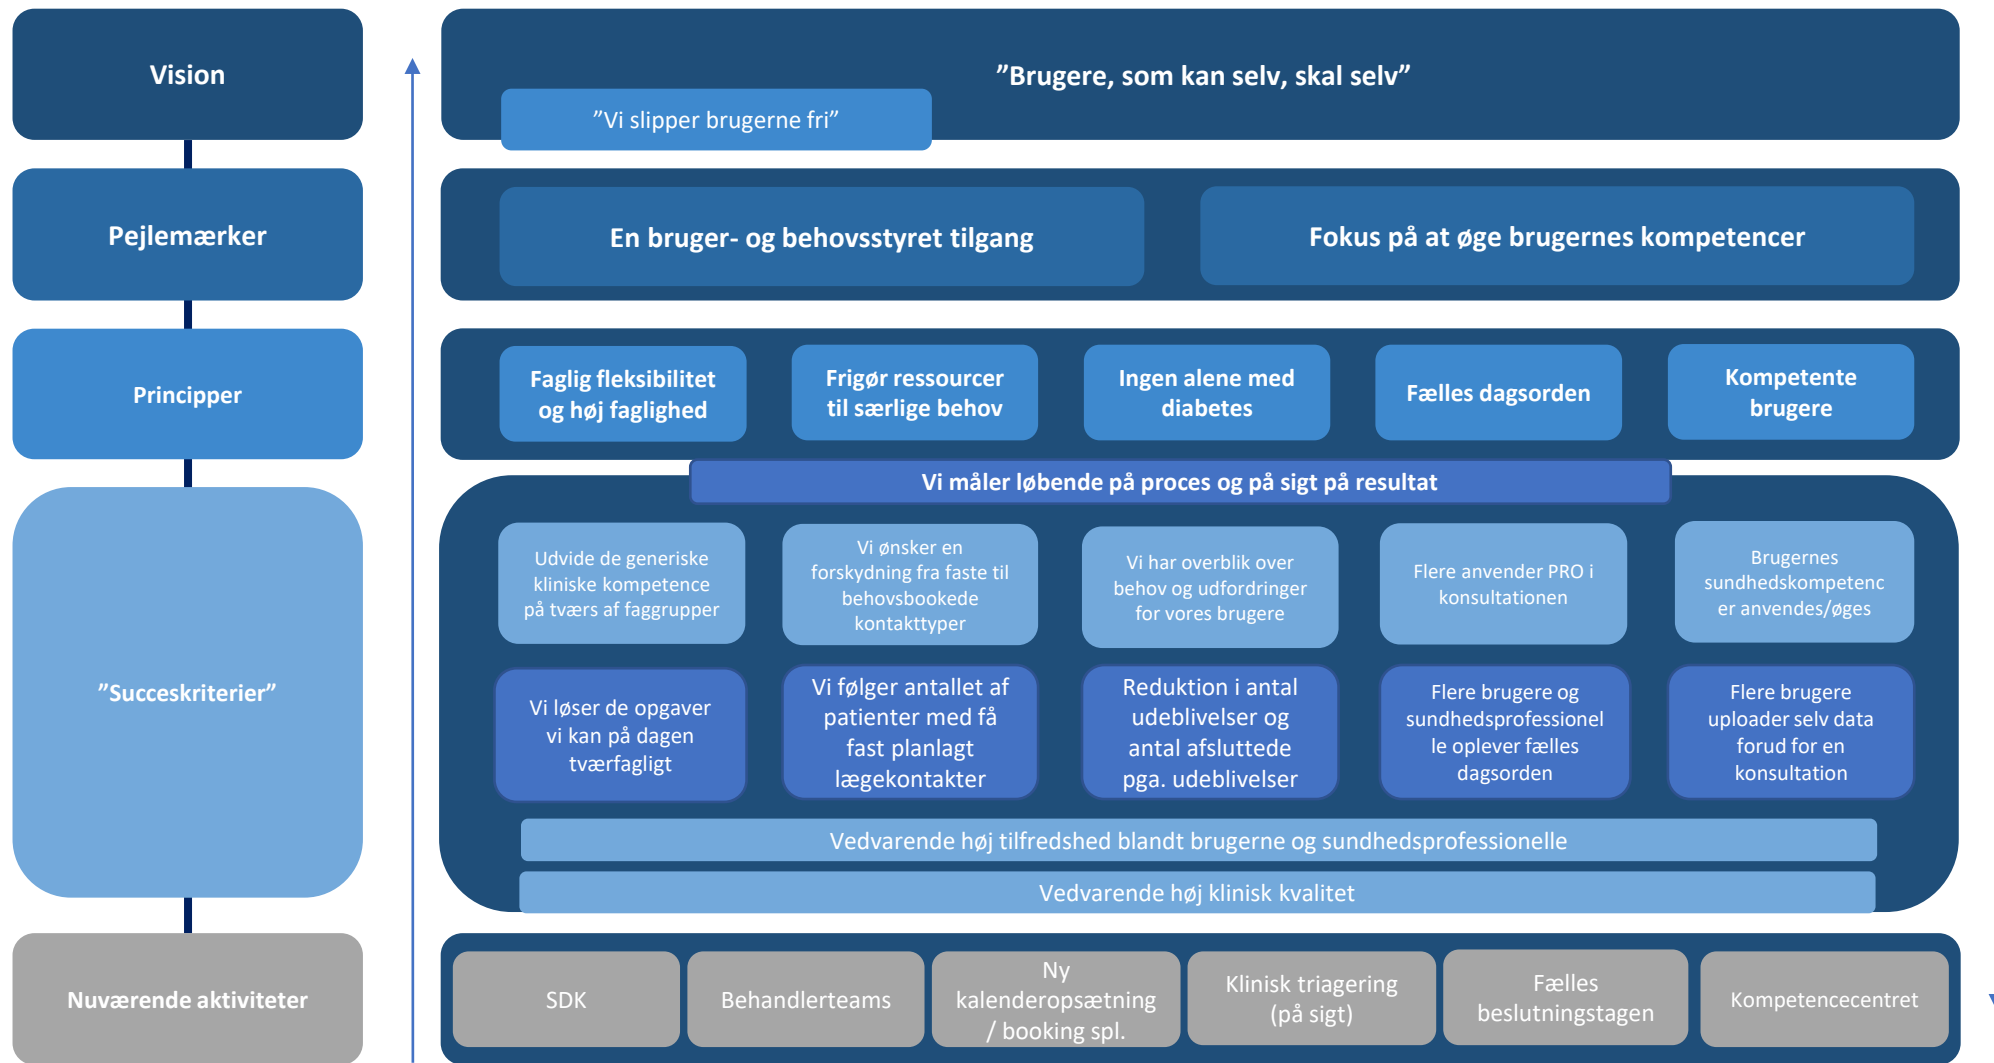 Vision
”Brugere, som kan selv, skal selv”
”Vi slipper brugerne fri”
Pejlemærker
En bruger- og behovsstyret tilgang
Fokus på at øge brugernes kompetencer
Principper
Faglig fleksibilitet
og høj faglighed
Frigør ressourcer
til særlige behov
Ingen alene med
diabetes
Fælles dagsorden
Kompetente
brugere
Vi måler løbende på proces og på sigt på resultat
”Succeskriterier”
Udvide de generiske
kliniske kompetence
på tværs af faggrupper
Vi ønsker en
forskydning fra faste til
behovsbookede
kontakttyper
Vi har overblik over
behov og udfordringer
for vores brugere
Flere anvender PRO i
konsultationen
Brugernes
sundhedskompetenc
er anvendes/øges
Vi løser de opgaver
vi kan på dagen
tværfagligt
Vi følger antallet af
patienter med få
fast planlagt
lægekontakter
Reduktion i antal
udeblivelser og
antal afsluttede
pga. udeblivelser
Flere brugere og
sundhedsprofessionel
le oplever fælles
dagsorden
Flere brugere
uploader selv data
forud for en
konsultation
Vedvarende høj tilfredshed blandt brugerne og sundhedsprofessionelle
Vedvarende høj klinisk kvalitet
Nuværende aktiviteter
SDK
Behandlerteams
Ny
kalenderopsætning
/ booking spl.
Klinisk triagering
(på sigt)
Fælles
beslutningstagen
Kompetencecentret